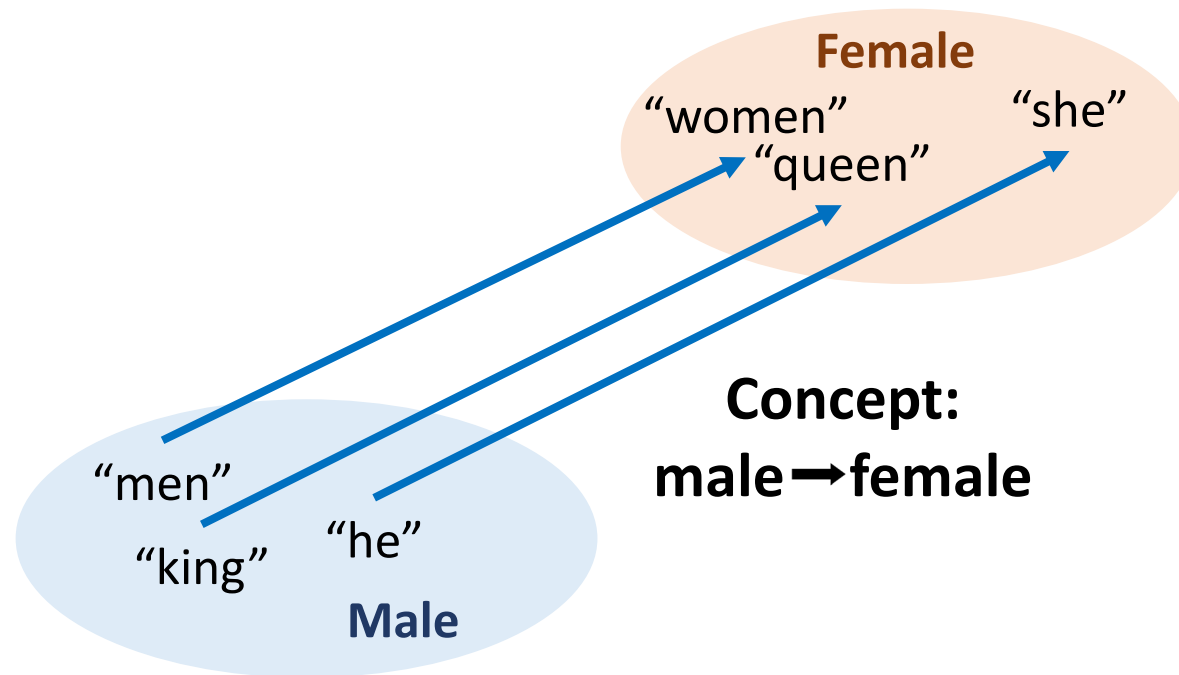 Female
“women”
“she”
“queen”
Concept:
male➡female
“men”
“he”
“king”
Male